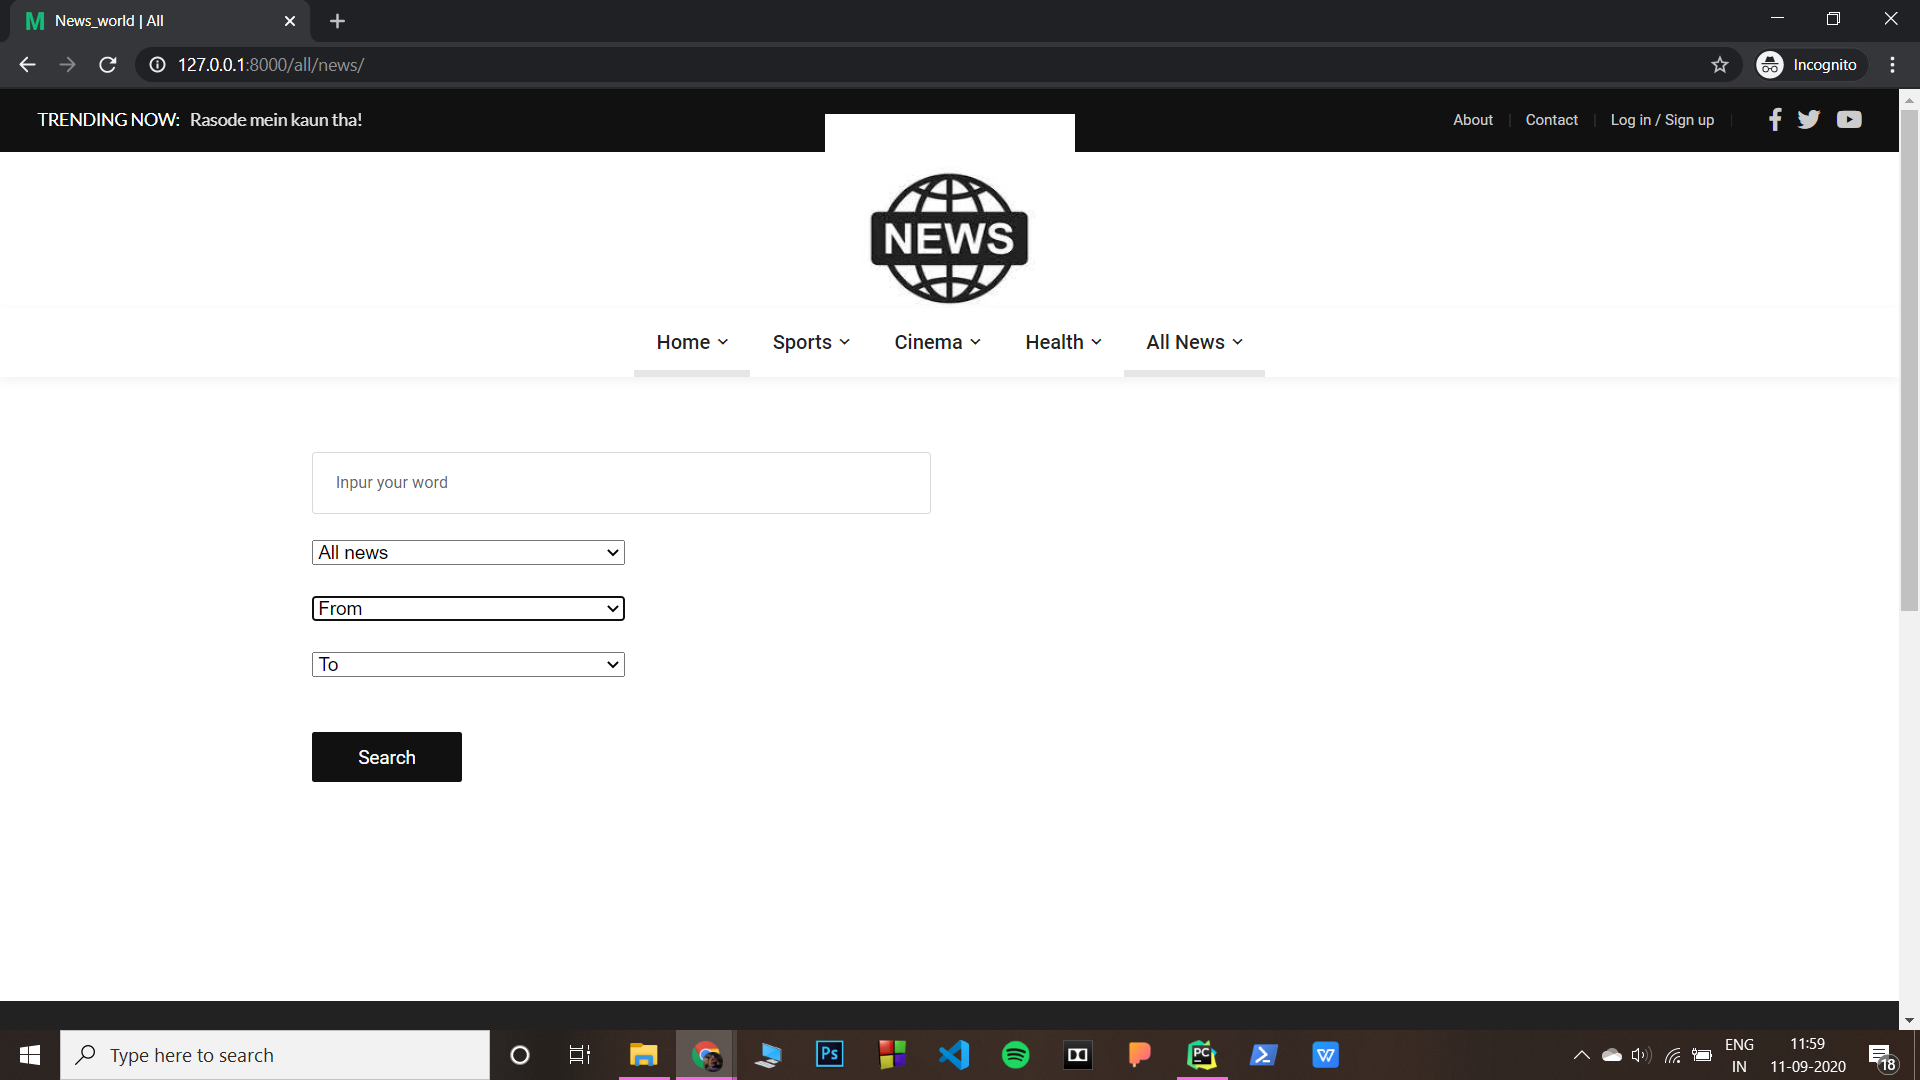 News_world | All
127.0.0.1:8000/all/news/
Incognito
TRENDING NOW: Rasode mein kaun tha!
About
Contact
Log in / Sign up
NEWS
Home
Sports
Cinema
Health
All News
Inpur your word
All news
From
To
Search
Type here to search
Ps
PC
W
ENG
IN
11:59
11-09-2020
18